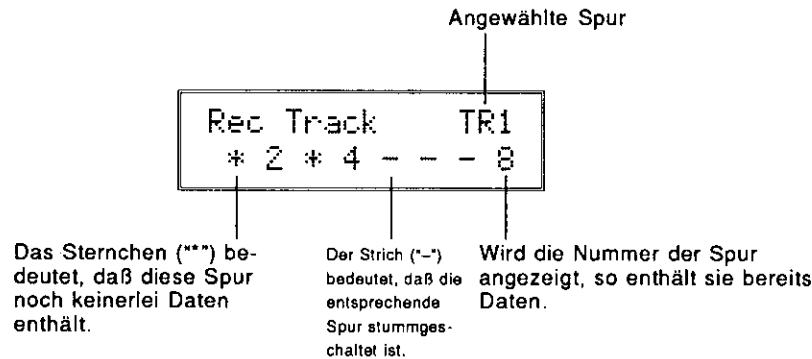 Angewählte Spur
Rec Track TR1
* 2 * 4 - - - 8
Das Sternchen ("*") be-
deutet, daß diese Spur
noch keinerlei Daten
enthält.
Der Strich ("–")
bedeutet, daß die
entsprechende
Spur stummges-
chaltet ist.
Wird die Nummer der Spur
angezeigt, so enthält sie bereits
Daten.